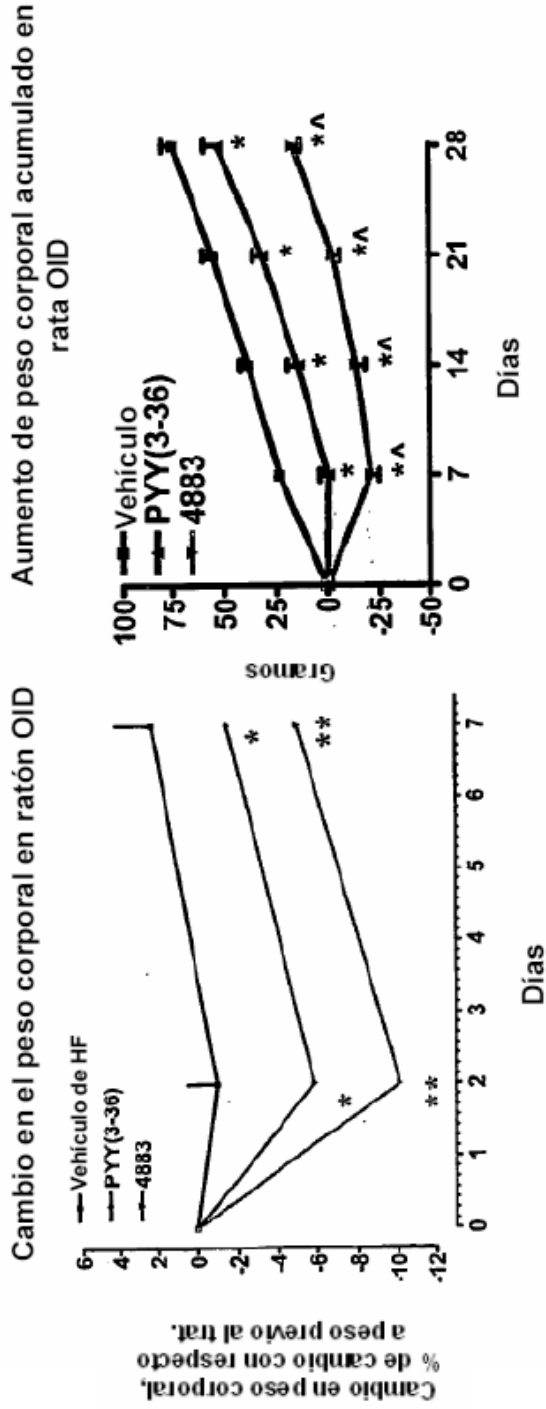 Cambio en el peso corporal en ratón OID
Vehículo de HF
PYY(3-36)
4883
Cambio en peso corporal,
% de cambio con respecto
a peso previo al trat.
6
4
2
0
-2
-4
-6
-8
-10
-12
*
**
*
**
0 1 2 3 4 5 6 7
Días
Aumento de peso corporal acumulado en
rata OID
Vehículo
PYY(3-36)
4883
Gramos
100
75
50
25
0
-25
-50
* * * *
*^ *^ *^ *^
0 7 14 21 28
Días